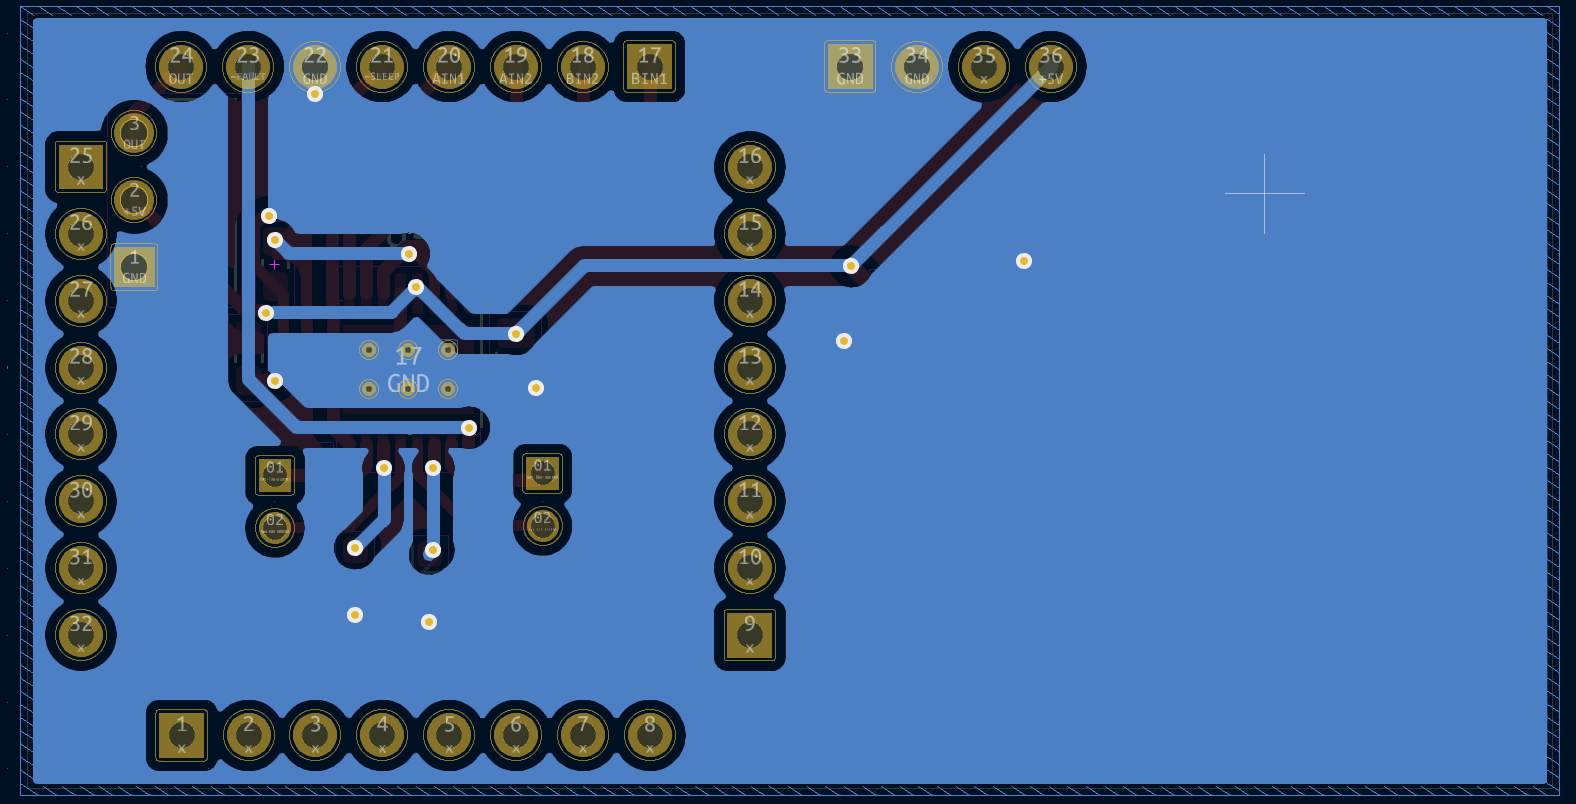 24
OUT
23
~FAULT
22
GND
21
~SLEEP
20
AIN1
19
AIN2
18
BIN2
17
BIN1
33
GND
34
GND
35
x
36
+5V
3
OUT
25
x
2
+5V
26
x
1
GND
27
x
28
x
29
x
30
x
31
x
32
x
16
x
15
x
14
x
13
x
12
x
11
x
10
x
9
x
17
GND
01
02
01
02
1
x
2
x
3
x
4
x
5
x
6
x
7
x
8
x